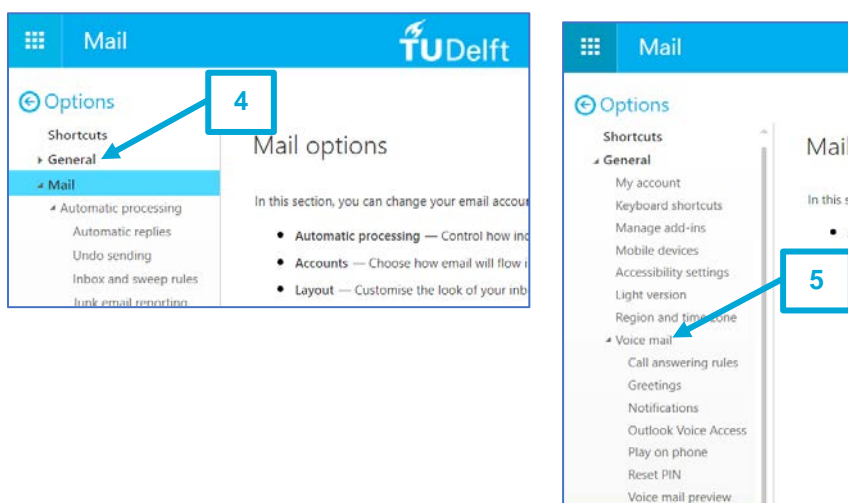 Mail
TUDelft
Options
4
Shortcuts
General
Mail
Automatic processing
Automatic replies
Undo sending
Inbox and sweep rules
Junk email reporting
Mail options
In this section, you can change your email accou
Automatic processing — Control how inc
Accounts — Choose how email will flow i
Layout — Customise the look of your inb
Mail
Options
Shortcuts
General
My account
Keyboard shortcuts
Manage add-ins
Mobile devices
Accessibility settings
Light version
Region and time zone
Voice mail
Call answering rules
Greetings
Notifications
Outlook Voice Access
Play on phone
Reset PIN
Voice mail preview
5
Mail
In this s